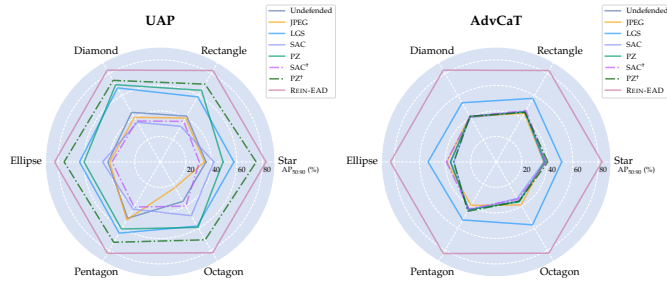 UAP
Undefended
JPEG
LGS
SAC
PZ
SAC†
PZ†
REIN-EAD
Diamond
Rectangle
Ellipse
Star
Pentagon
Octagon
20
40
60
80
AP50:90 (%)
AdvCaT
Undefended
JPEG
LGS
SAC
PZ
SAC†
PZ†
REIN-EAD
Diamond
Rectangle
Ellipse
Star
Pentagon
Octagon
20
40
60
80
AP50:90 (%)